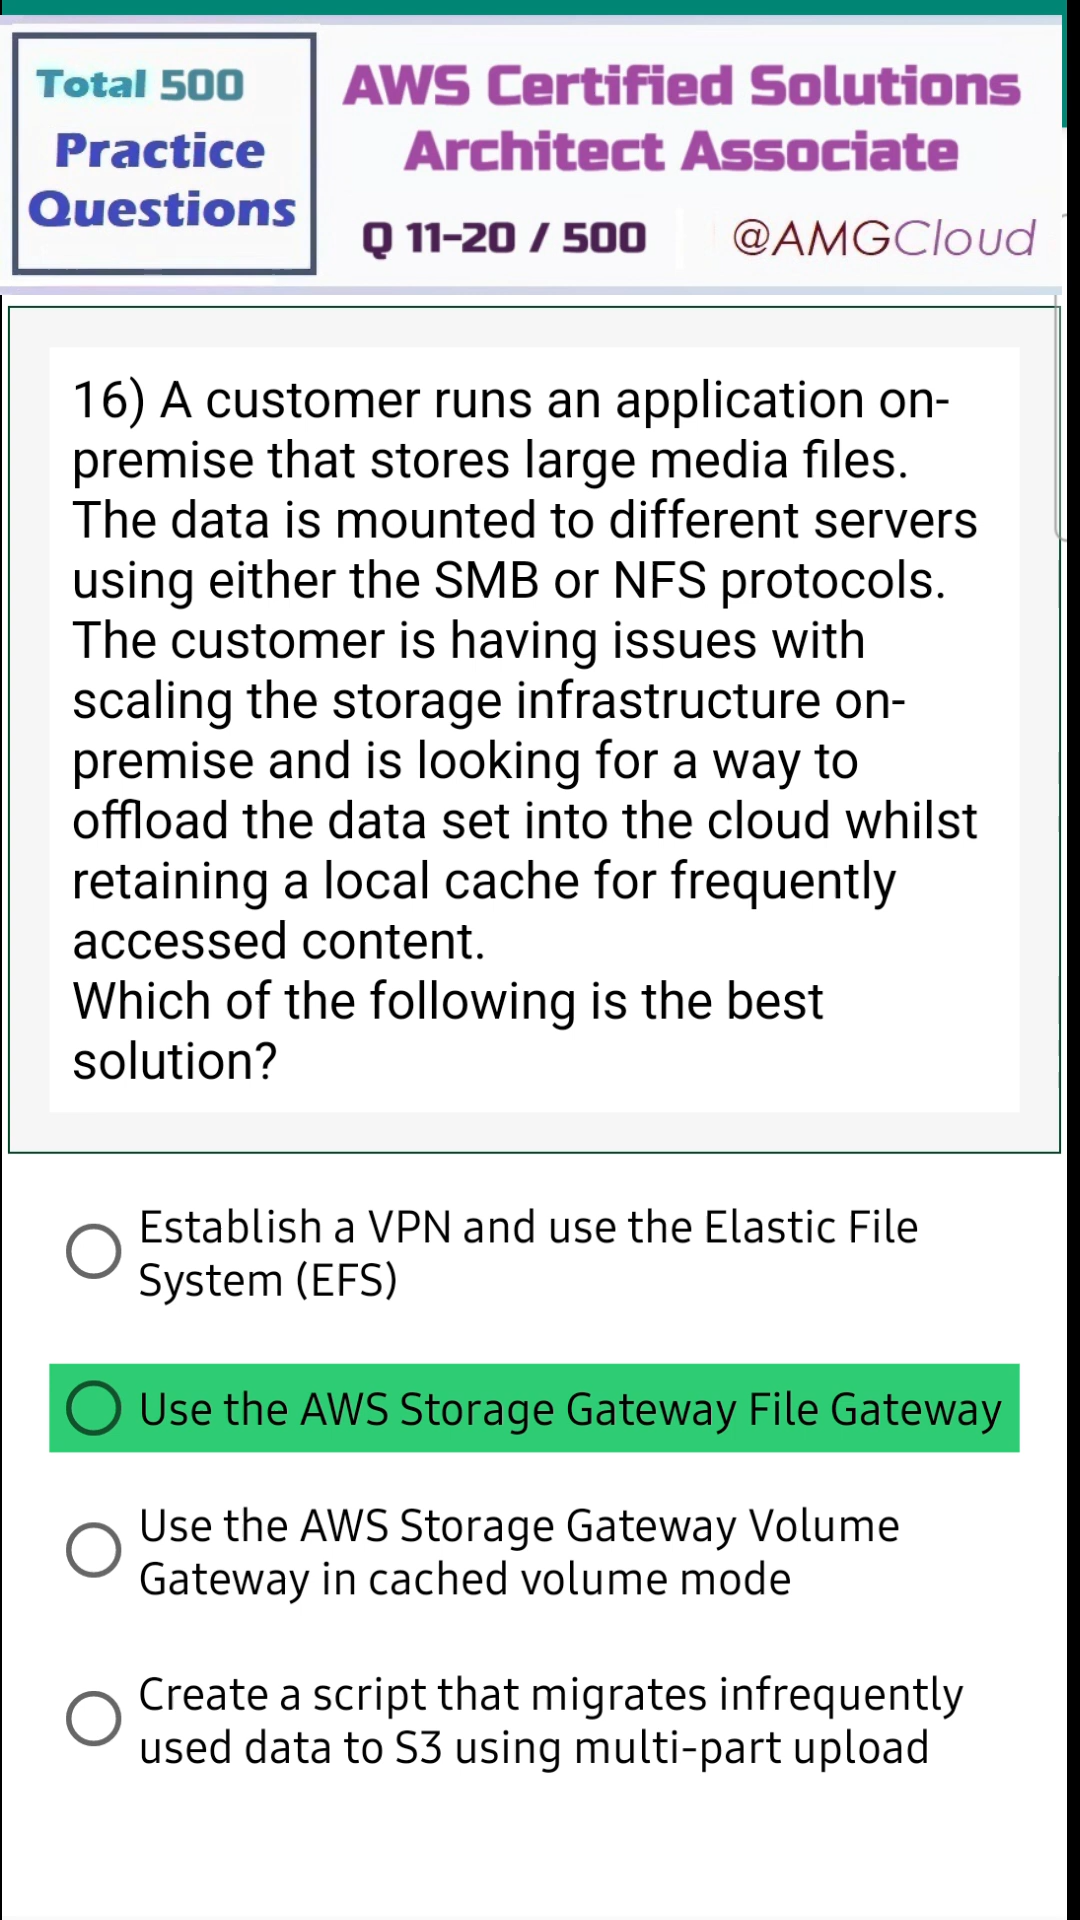 Total 500
Practice
Questions
AWS Certified Solutions
Architect Associate
Q 11-20 / 500
@AMGCloud
16) A customer runs an application on-
premise that stores large media files.
The data is mounted to different servers
using either the SMB or NFS protocols.
The customer is having issues with
scaling the storage infrastructure on-
premise and is looking for a way to
offload the data set into the cloud whilst
retaining a local cache for frequently
accessed content.
Which of the following is the best
solution?
Establish a VPN and use the Elastic File
System (EFS)
Use the AWS Storage Gateway File Gateway
Use the AWS Storage Gateway Volume
Gateway in cached volume mode
Create a script that migrates infrequently
used data to S3 using multi-part upload